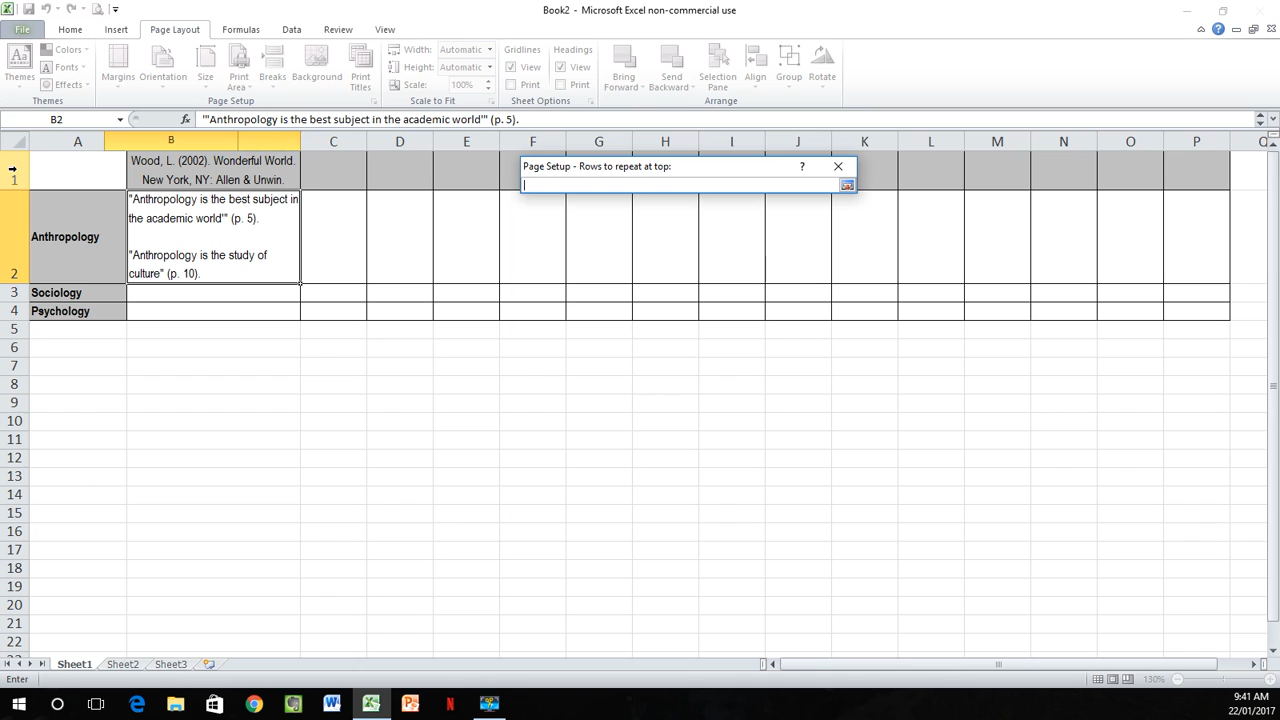 Book2 - Microsoft Excel non-commercial use
File Home Insert Page Layout Formulas Data Review View
Themes
Colors
Fonts
Effects
Margins
Orientation
Size
Print
Area
Breaks
Background
Print
Titles
Width: Automatic
Height: Automatic
Scale: 100%
Gridlines
View
Print
Headings
View
Print
Bring
Forward
Send
Backward
Selection
Pane
Align
Group
Rotate
Themes Page Setup Scale to Fit Sheet Options Arrange
B2 fx '"Anthropology is the best subject in the academic world'" (p. 5).
A B C D E F G H I J K L M N O P Q
Page Setup - Rows to repeat at top:
1
Wood, L. (2002). Wonderful World.
New York, NY: Allen & Unwin.
2
Anthropology
"Anthropology is the best subject in
the academic world'" (p. 5).
"Anthropology is the study of
culture" (p. 10).
3 Sociology
4 Psychology
5
6
7
8
9
10
11
12
13
14
15
16
17
18
19
20
21
22
Sheet1 Sheet2 Sheet3
Enter 130%
9:41 AM
22/01/2017